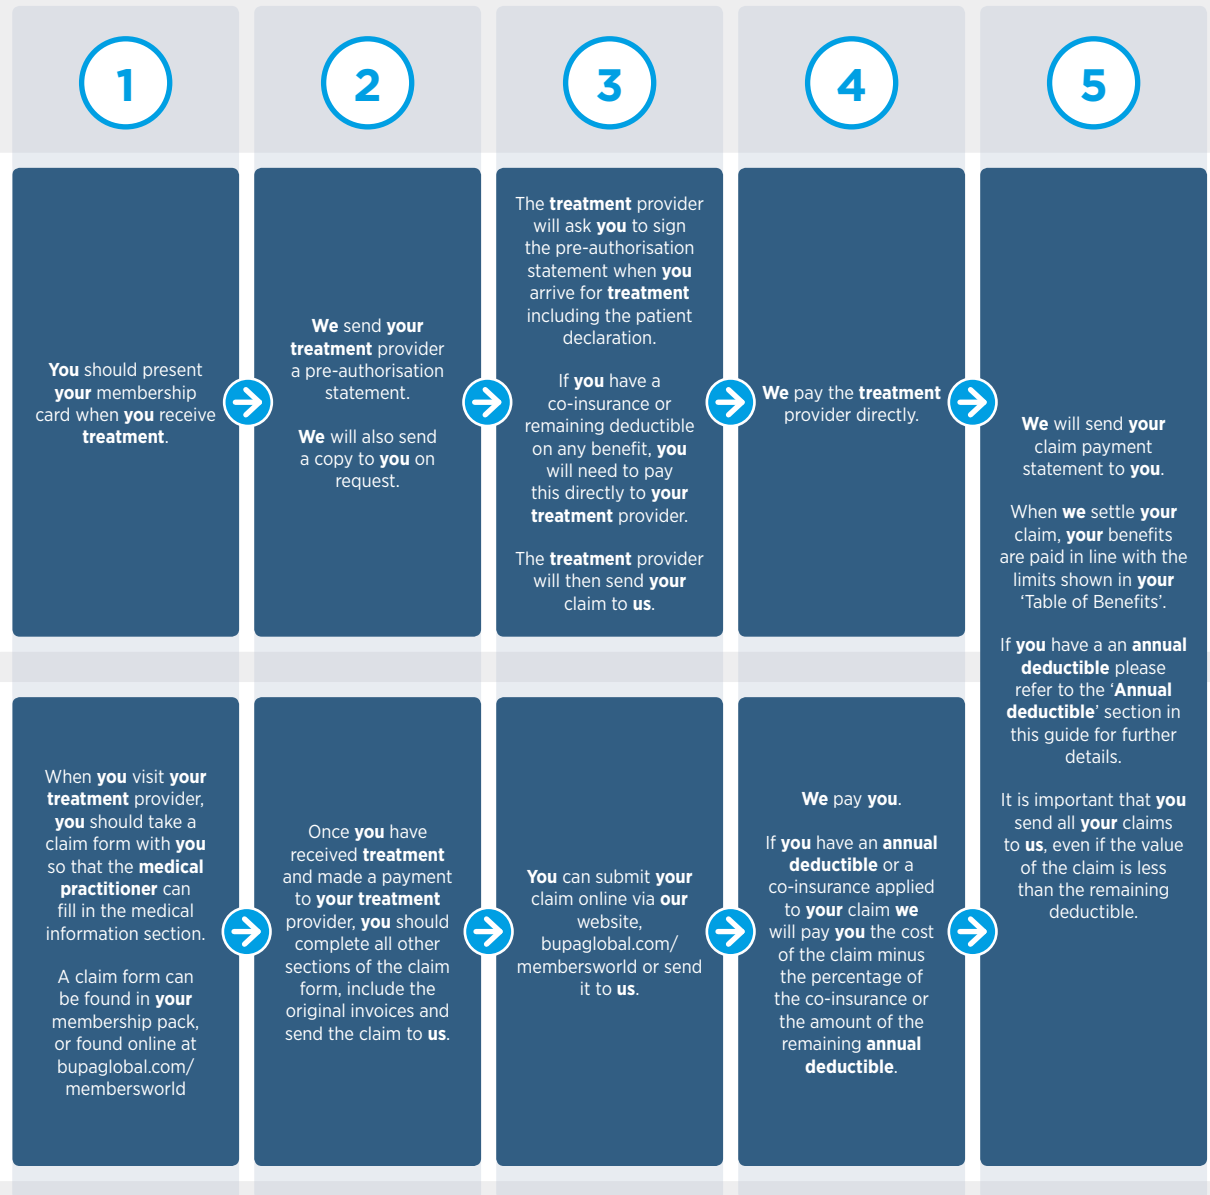 1
2
3
4
5
You should present
your membership
card when you receive
treatment.
We send your
treatment provider
a pre-authorisation
statement.
We will also send
a copy to you on
request.
The treatment provider
will ask you to sign
the pre-authorisation
statement when you
arrive for treatment
including the patient
declaration.
If you have a
co-insurance or
remaining deductible
on any benefit, you
will need to pay
this directly to your
treatment provider.
The treatment provider
will then send your
claim to us.
We pay the treatment
provider directly.
We will send your
claim payment
statement to you.
When we settle your
claim, your benefits
are paid in line with the
limits shown in your
‘Table of Benefits’.
If you have a an annual
deductible please
refer to the ‘Annual
deductible’ section in
this guide for further
details.
It is important that you
send all your claims
to us, even if the value
of the claim is less
than the remaining
deductible.
When you visit your
treatment provider,
you should take a
claim form with you
so that the medical
practitioner can
fill in the medical
information section.
A claim form can
be found in your
membership pack,
or found online at
bupaglobal.com/
membersworld
Once you have
received treatment
and made a payment
to your treatment
provider, you should
complete all other
sections of the claim
form, include the
original invoices and
send the claim to us.
You can submit your
claim online via our
website,
bupaglobal.com/
membersworld or send
it to us.
We pay you.
If you have an annual
deductible or a
co-insurance applied
to your claim we
will pay you the cost
of the claim minus
the percentage of
the co-insurance or
the amount of the
remaining annual
deductible.